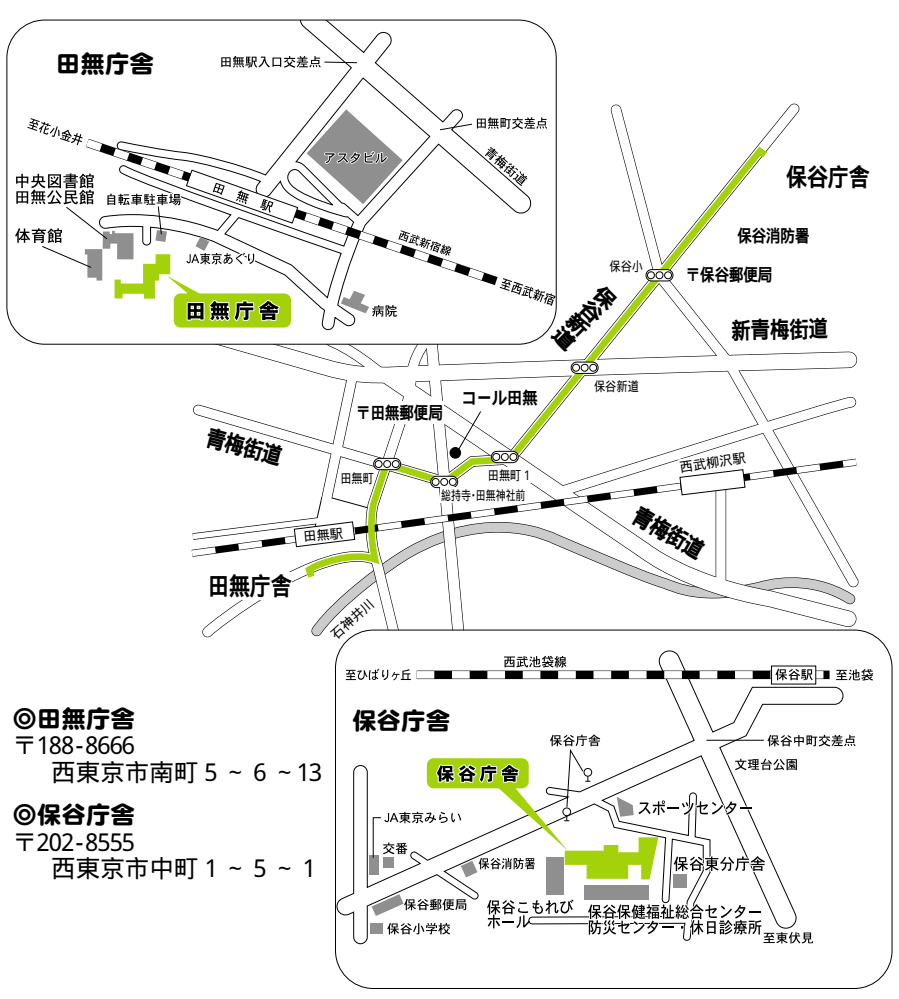 田無庁舎
田無駅入口交差点
田無町交差点
至花小金井
アスタビル
青梅街道
中央図書館
田無公民館
自転車駐車場
田無駅
体育館
西武新宿線
JA東京あぐり
至西武新宿
田無庁舎
病院
保谷庁舎
保谷消防署
保谷小
〒保谷郵便局
保谷新道
新青梅街道
保谷新道
コール田無
〒田無郵便局
青梅街道
田無町
田無町1
西武柳沢駅
総持寺・田無神社前
田無駅
青梅街道
田無庁舎
石神井川
西武池袋線
至ひばりヶ丘
保谷駅
至池袋
保谷庁舎
保谷庁舎
保谷中町交差点
保谷庁舎
文理台公園
スポーツセンター
JA東京みらい
交番
保谷消防署
保谷東分庁舎
保谷郵便局
保谷こもれび
ホール
保谷保健福祉総合センター
防災センター・休日診療所
保谷小学校
至東伏見
◎田無庁舎
〒188-8666
西東京市南町5~6~13
◎保谷庁舎
〒202-8555
西東京市中町1~5~1